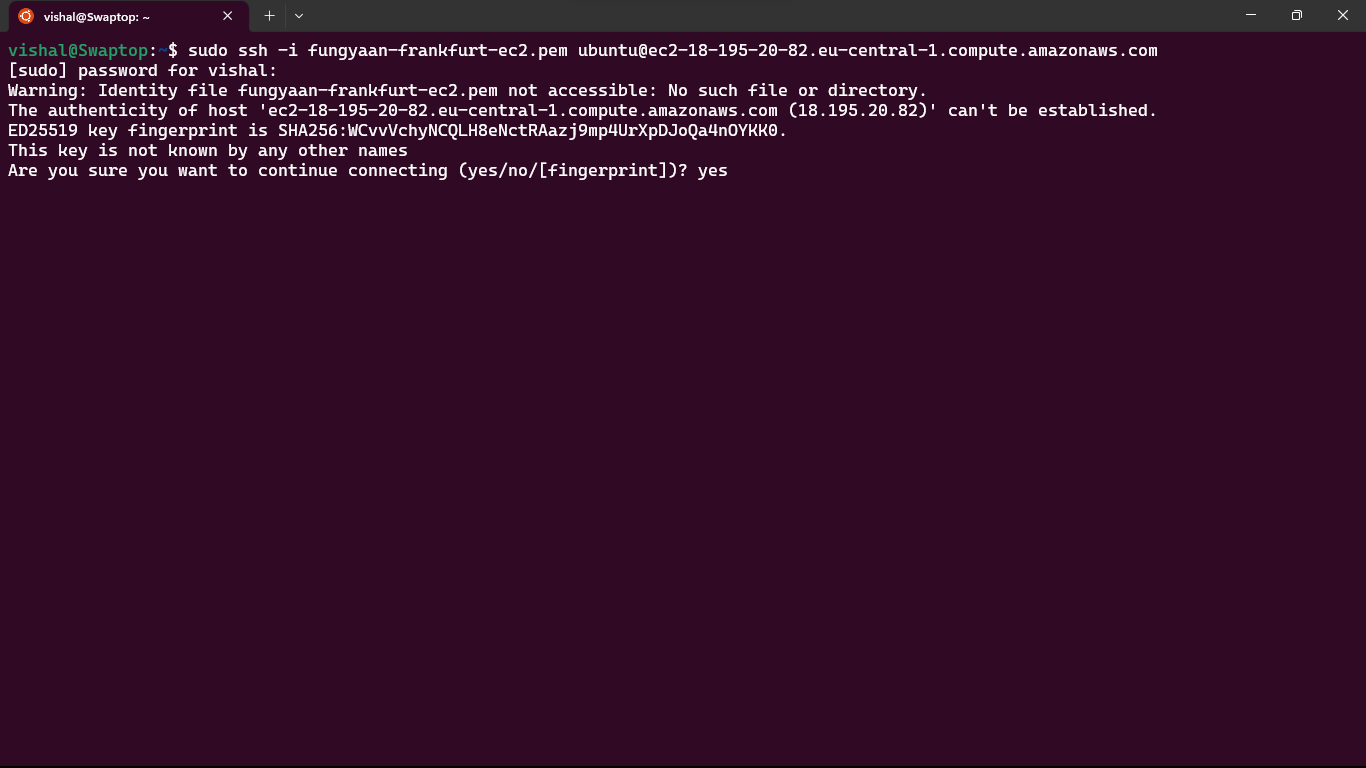 vishal@Swaptop: ~
vishal@Swaptop:~$ sudo ssh -i fungyaan-frankfurt-ec2.pem ubuntu@ec2-18-195-20-82.eu-central-1.compute.amazonaws.com
[sudo] password for vishal:
Warning: Identity file fungyaan-frankfurt-ec2.pem not accessible: No such file or directory.
The authenticity of host 'ec2-18-195-20-82.eu-central-1.compute.amazonaws.com (18.195.20.82)' can't be established.
ED25519 key fingerprint is SHA256:WCvvVchyNCQLH8eNctRAazj9mp4UrXpDJoQa4nOYKK0.
This key is not known by any other names
Are you sure you want to continue connecting (yes/no/[fingerprint])? yes